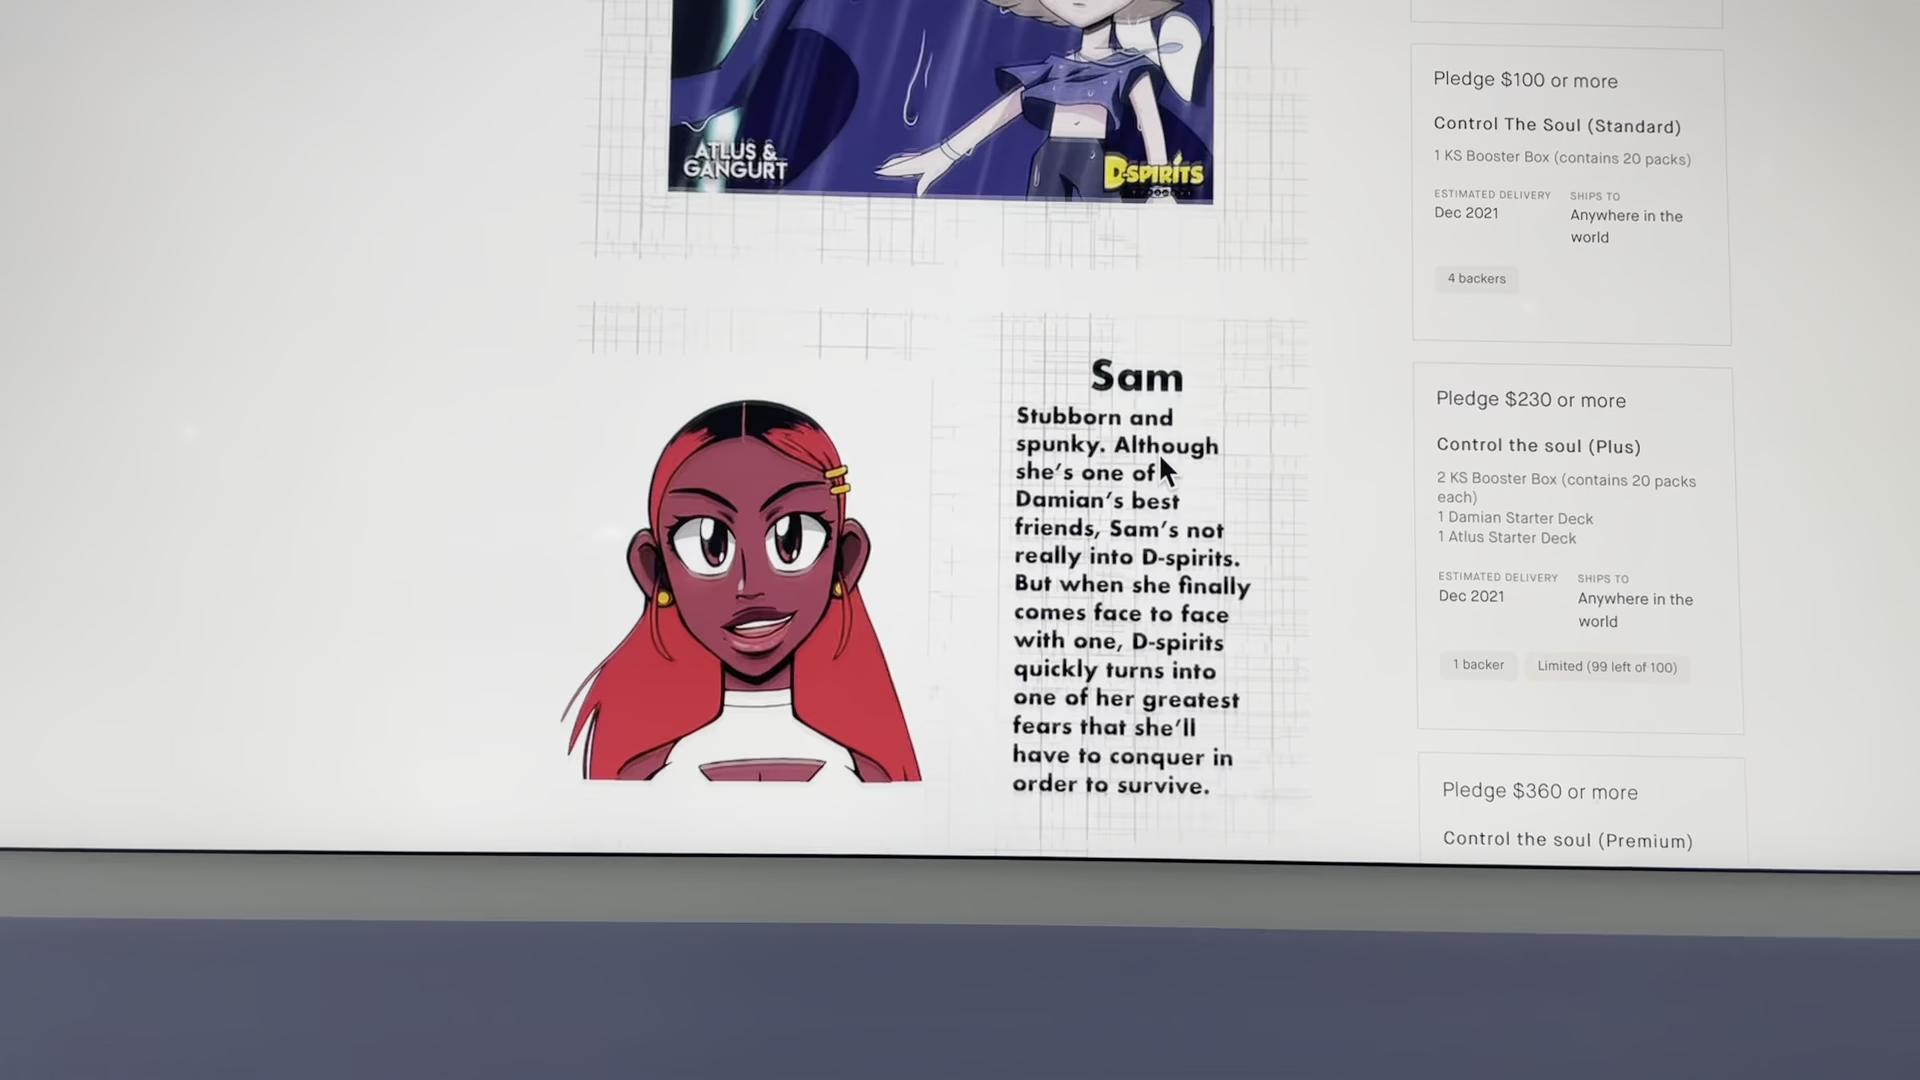 ATLUS &
GANGURT
D-SPIRITS
Sam
Stubborn and
spunky. Although
she's one of
Damian's best
friends, Sam's not
really into D-spirits.
But when she finally
comes face to face
with one, D-spirits
quickly turns into
one of her greatest
fears that she'll
have to conquer in
order to survive.
Pledge $100 or more
Control The Soul (Standard)
1 KS Booster Box (contains 20 packs)
ESTIMATED DELIVERY
Dec 2021
SHIPS TO
Anywhere in the
world
4 backers
Pledge $230 or more
Control the soul (Plus)
2 KS Booster Box (contains 20 packs
each)
1 Damian Starter Deck
1 Atlus Starter Deck
ESTIMATED DELIVERY
Dec 2021
SHIPS TO
Anywhere in the
world
1 backer
Limited (99 left of 100)
Pledge $360 or more
Control the soul (Premium)